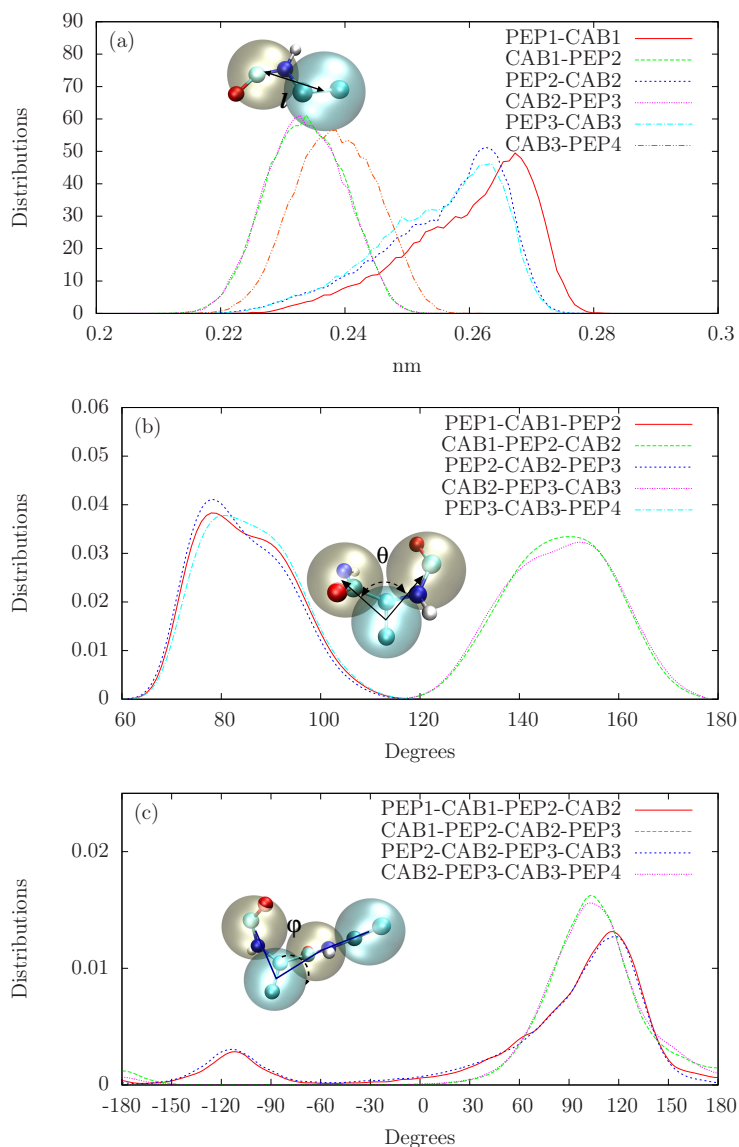 (a)
PEP1-CAB1
CAB1-PEP2
PEP2-CAB2
CAB2-PEP3
PEP3-CAB3
CAB3-PEP4
l
Distributions
90
80
70
60
50
40
30
20
10
0
0.2 0.22 0.24 0.26 0.28 0.3
nm
(b)
PEP1-CAB1-PEP2
CAB1-PEP2-CAB2
PEP2-CAB2-PEP3
CAB2-PEP3-CAB3
PEP3-CAB3-PEP4
θ
Distributions
0.06
0.05
0.04
0.03
0.02
0.01
0
60 80 100 120 140 160 180
Degrees
(c)
PEP1-CAB1-PEP2-CAB2
CAB1-PEP2-CAB2-PEP3
PEP2-CAB2-PEP3-CAB3
CAB2-PEP3-CAB3-PEP4
φ
Distributions
0.02
0.01
0
-180 -150 -120 -90 -60 -30 0 30 60 90 120 150 180
Degrees